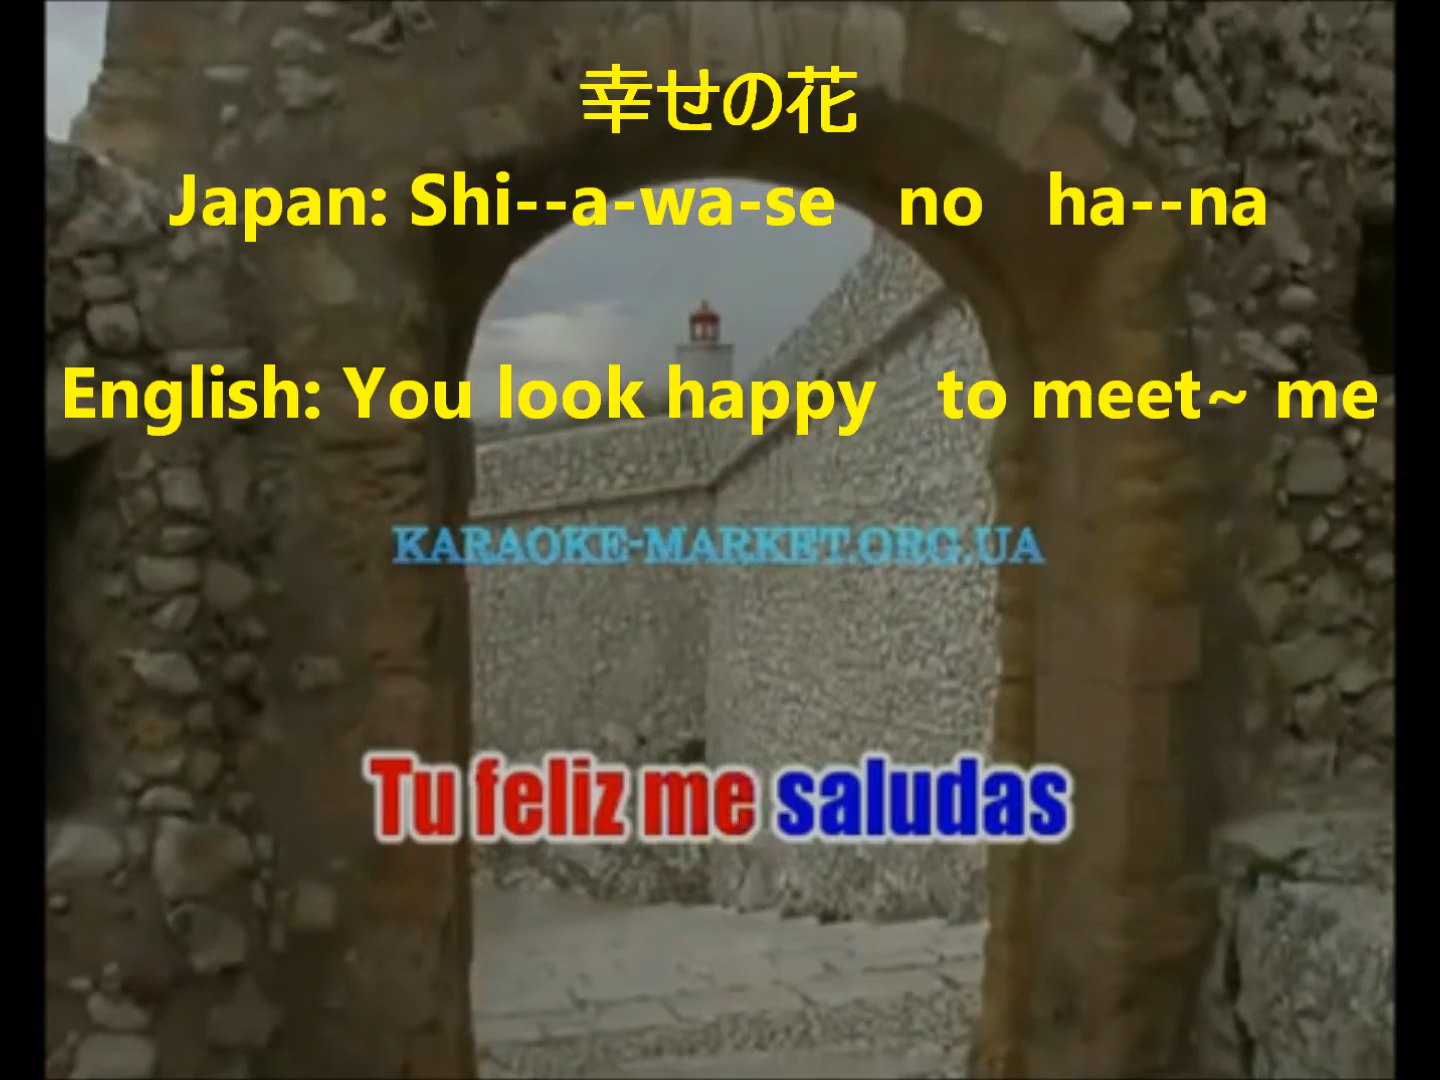 幸せの花
Japan: Shi--a-wa-se no ha--na
English: You look happy to meet~ me
KARAOKE-MARKET.ORG.UA
Tu feliz me saludas